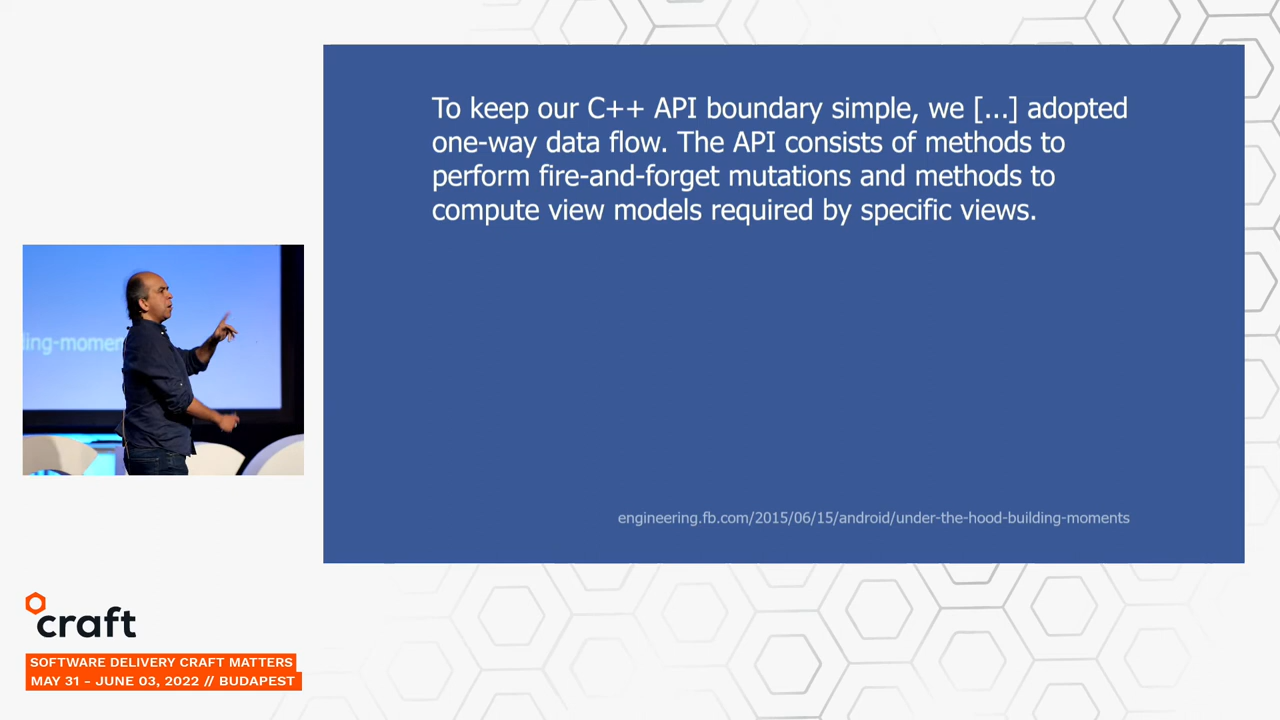 To keep our C++ API boundary simple, we [...] adopted
one-way data flow. The API consists of methods to
perform fire-and-forget mutations and methods to
compute view models required by specific views.
engineering.fb.com/2015/06/15/android/under-the-hood-building-moments
ding-momen
craft
SOFTWARE DELIVERY CRAFT MATTERS
MAY 31 - JUNE 03, 2022 // BUDAPEST